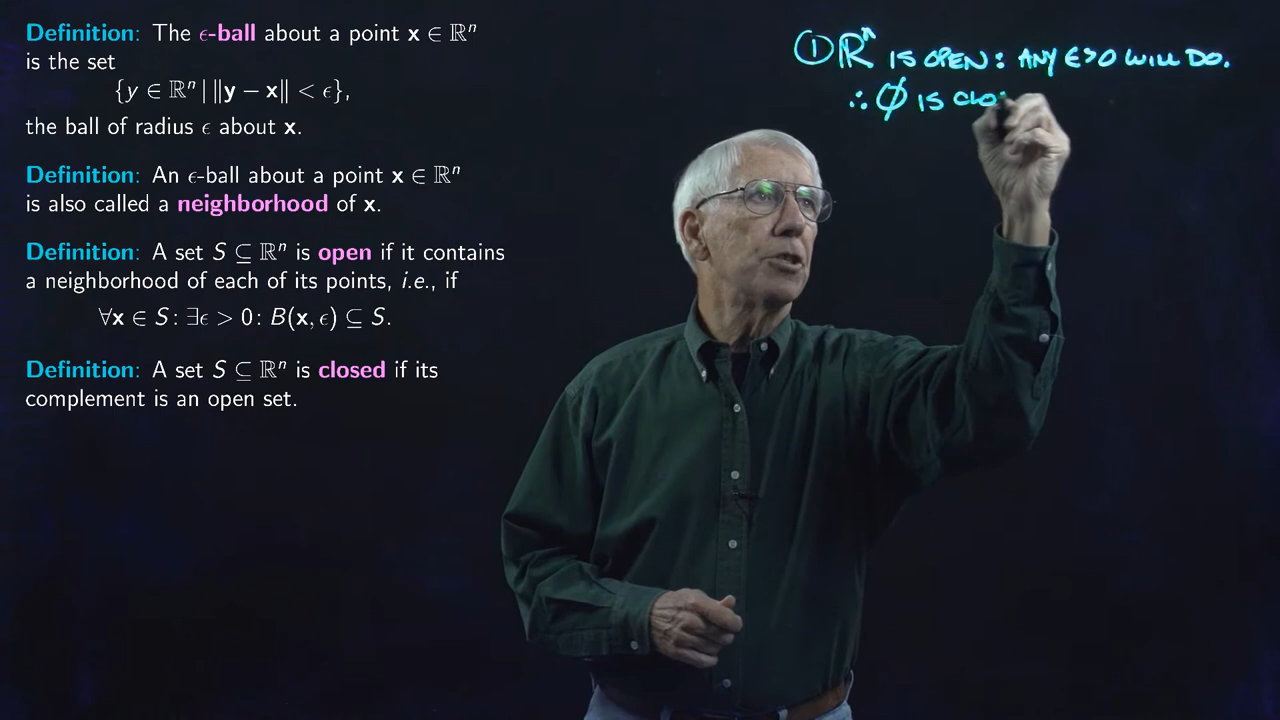 Definition: The ϵ-ball about a point x ∈ ℝⁿ
is the set
{y ∈ ℝⁿ | ‖y − x‖ < ϵ},
the ball of radius ϵ about x.
Definition: An ϵ-ball about a point x ∈ ℝⁿ
is also called a neighborhood of x.
Definition: A set S ⊆ ℝⁿ is open if it contains
a neighborhood of each of its points, i.e., if
∀x ∈ S: ∃ϵ > 0: B(x, ϵ) ⊆ S.
Definition: A set S ⊆ ℝⁿ is closed if its
complement is an open set.
① ℝⁿ IS OPEN: ANY ϵ>0 WILL DO.
∴ ∅ IS CLO